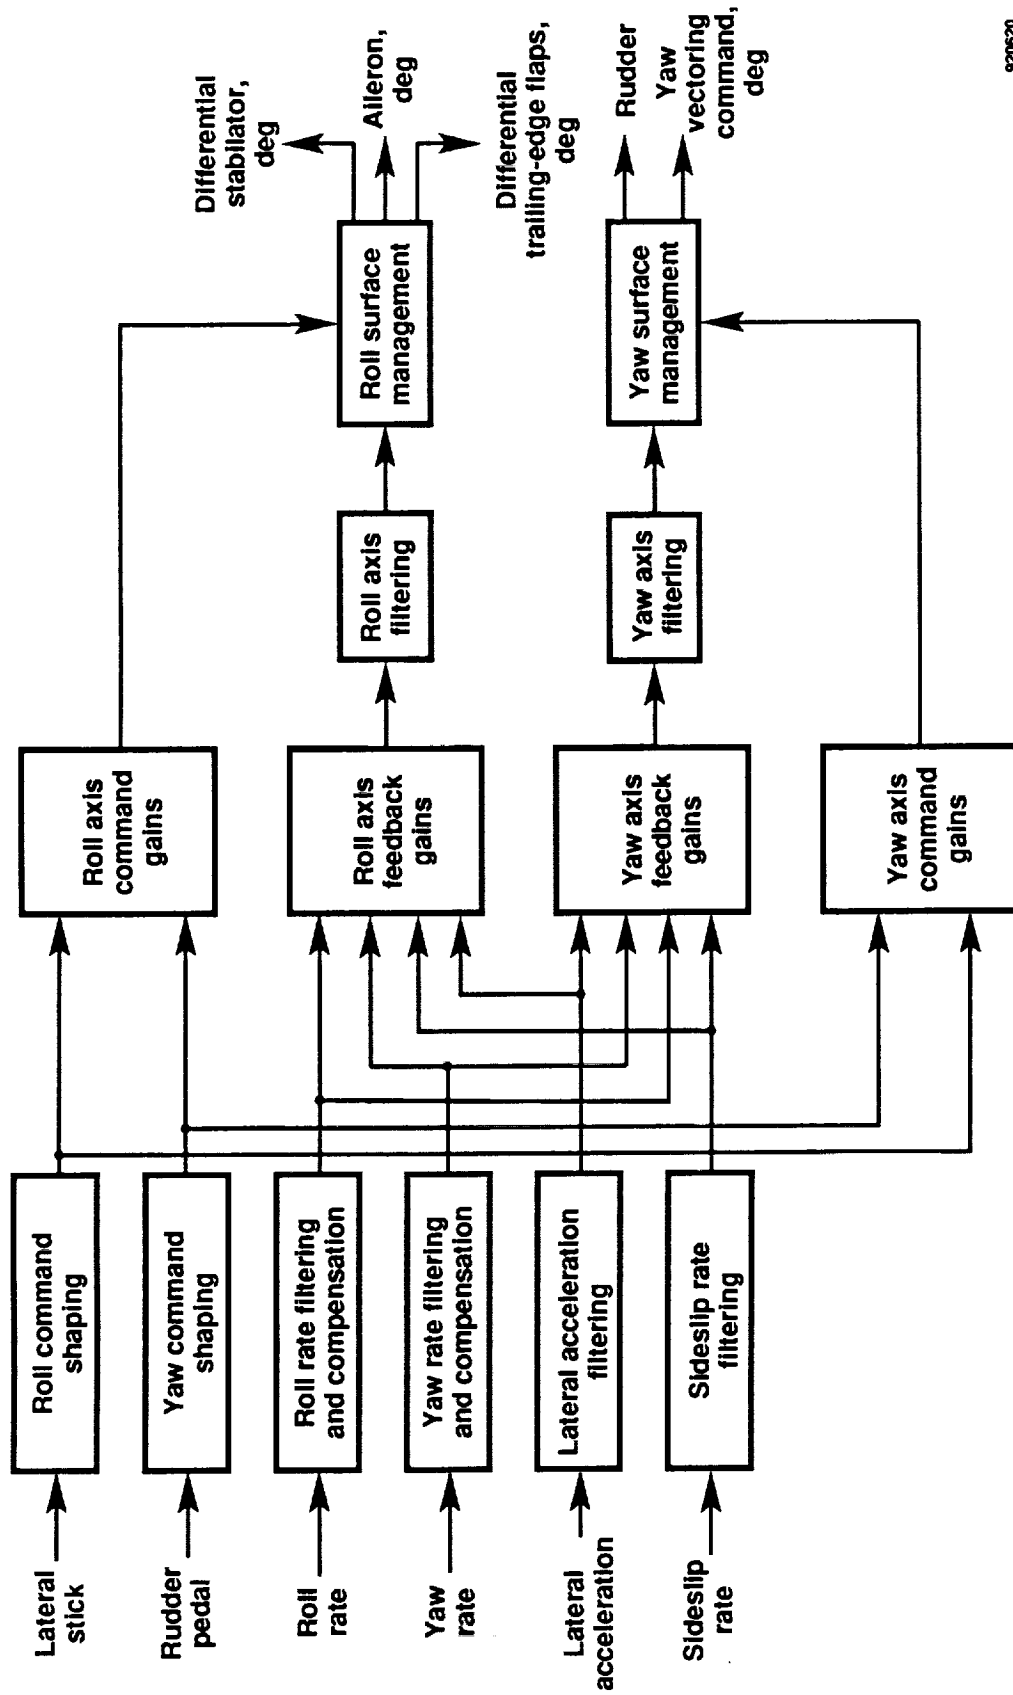 Lateral
stick
Rudder
pedal
Roll
rate
Yaw
rate
Lateral
acceleration
Sideslip
rate
Roll command
shaping
Yaw command
shaping
Roll rate filtering
and compensation
Yaw rate filtering
and compensation
Lateral acceleration
filtering
Sideslip rate
filtering
Roll axis
command
gains
Roll axis
feedback
gains
Yaw axis
feedback
gains
Yaw axis
command
gains
Roll axis
filtering
Yaw axis
filtering
Roll surface
management
Yaw surface
management
Differential
stabilator,
deg
Aileron,
deg
Differential
trailing-edge flaps,
deg
Rudder
Yaw
vectoring
command,
deg
920620